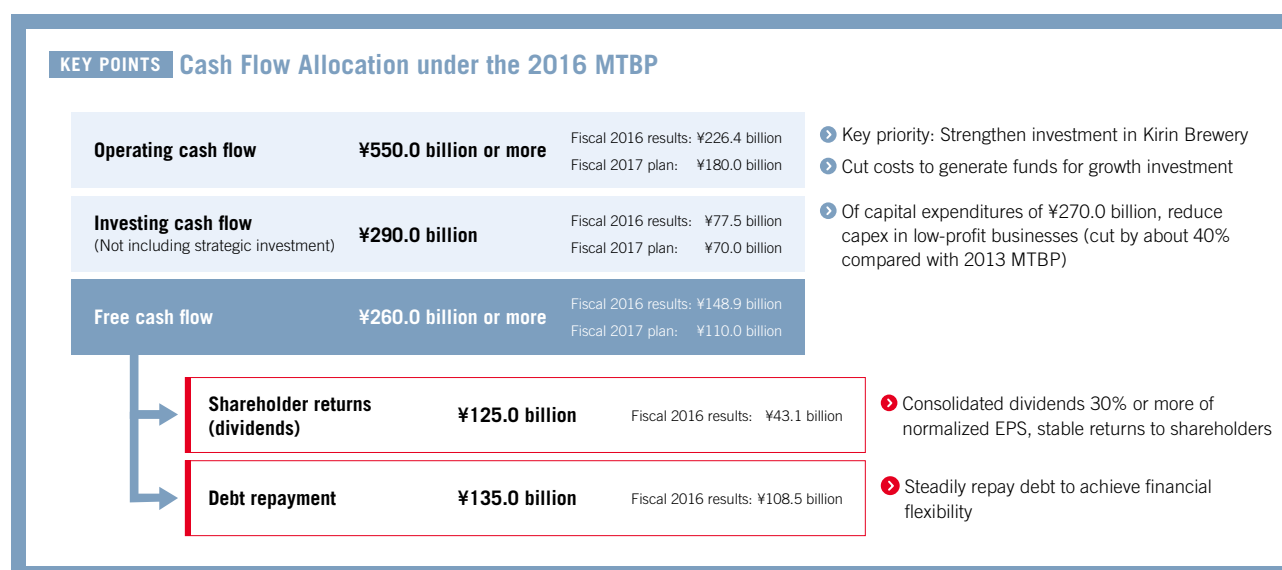 KEY POINTS Cash Flow Allocation under the 2016 MTBP
Operating cash flow ¥550.0 billion or more
Fiscal 2016 results: ¥226.4 billion
Fiscal 2017 plan: ¥180.0 billion
Key priority: Strengthen investment in Kirin Brewery
Cut costs to generate funds for growth investment
Investing cash flow
(Not including strategic investment)
¥290.0 billion
Fiscal 2016 results: ¥77.5 billion
Fiscal 2017 plan: ¥70.0 billion
Of capital expenditures of ¥270.0 billion, reduce
capex in low-profit businesses (cut by about 40%
compared with 2013 MTBP)
Free cash flow ¥260.0 billion or more
Fiscal 2016 results: ¥148.9 billion
Fiscal 2017 plan: ¥110.0 billion
Shareholder returns
(dividends)
¥125.0 billion
Fiscal 2016 results: ¥43.1 billion
Consolidated dividends 30% or more of
normalized EPS, stable returns to shareholders
Debt repayment ¥135.0 billion
Fiscal 2016 results: ¥108.5 billion
Steadily repay debt to achieve financial
flexibility